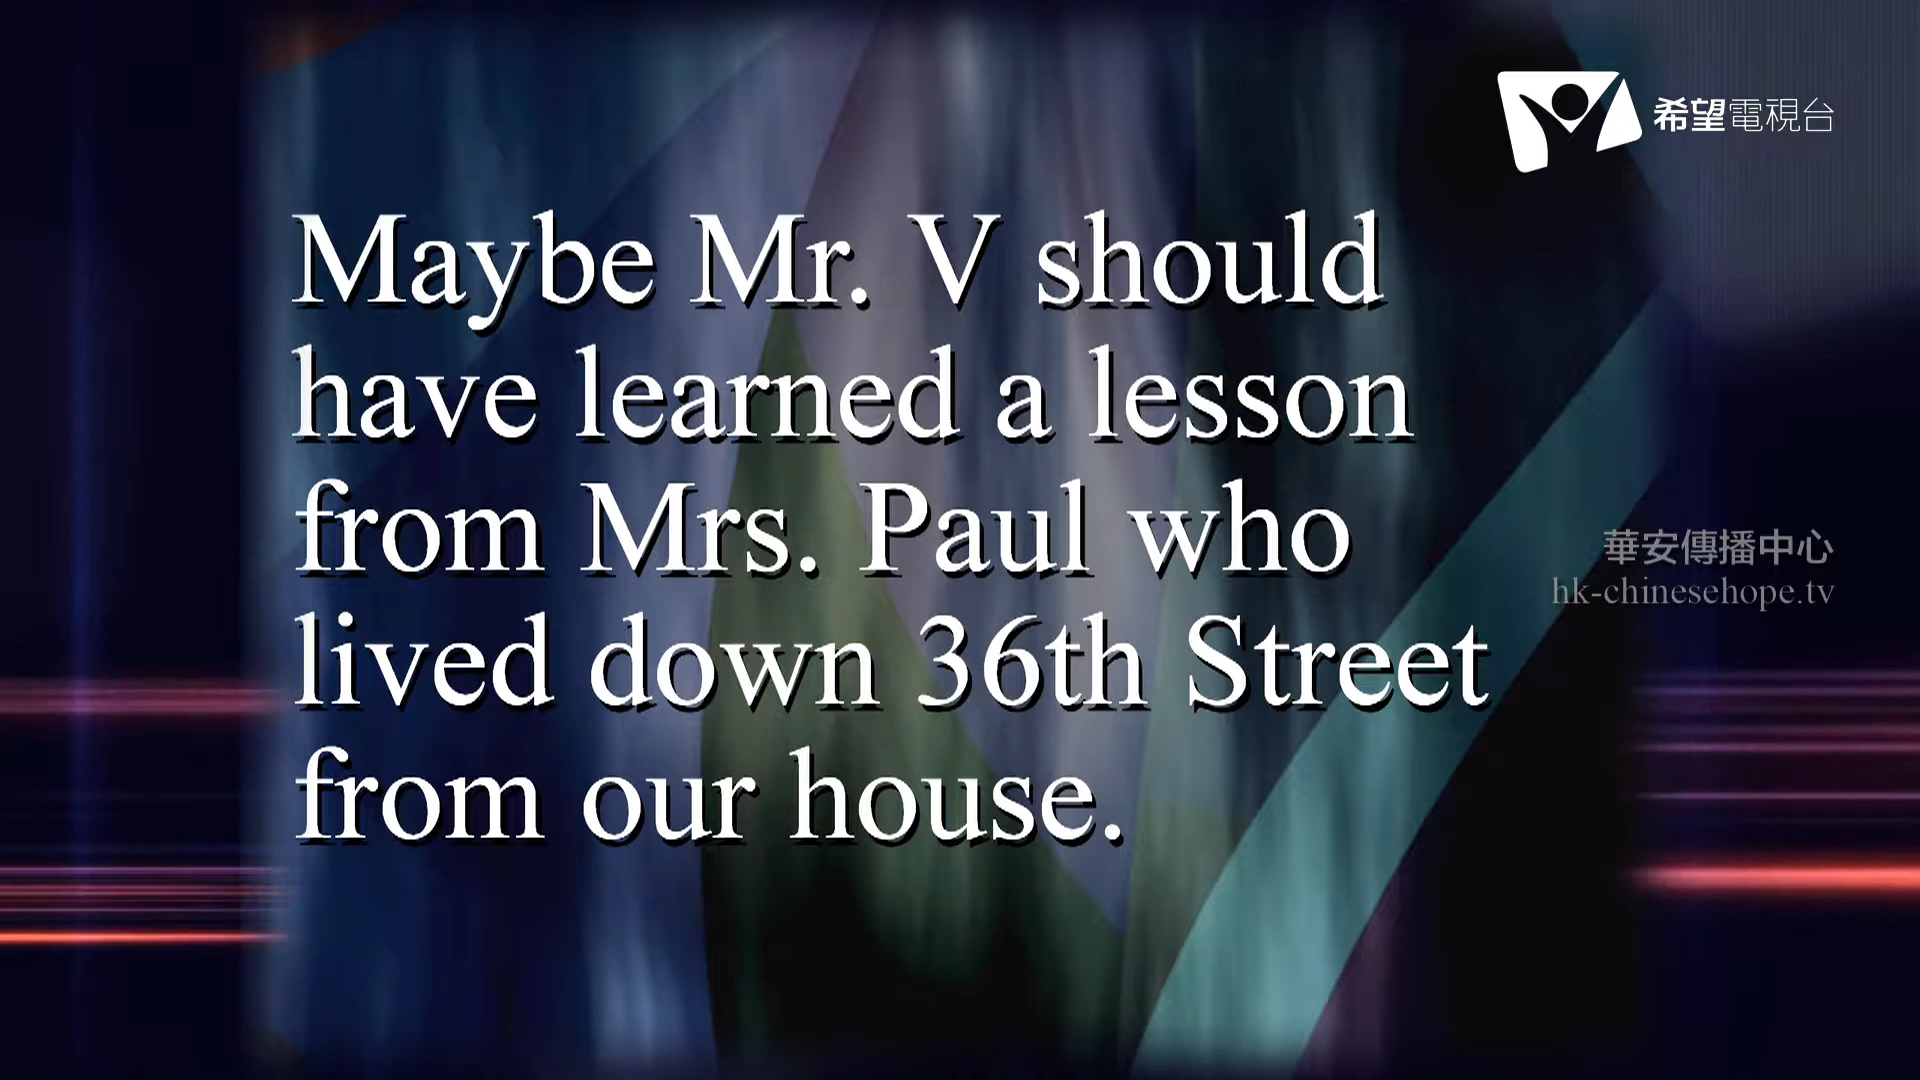 希望電視台
Maybe Mr. V should
have learned a lesson
from Mrs. Paul who
lived down 36th Street
from our house.
華安傳播中心
hk-chinesehope.tv